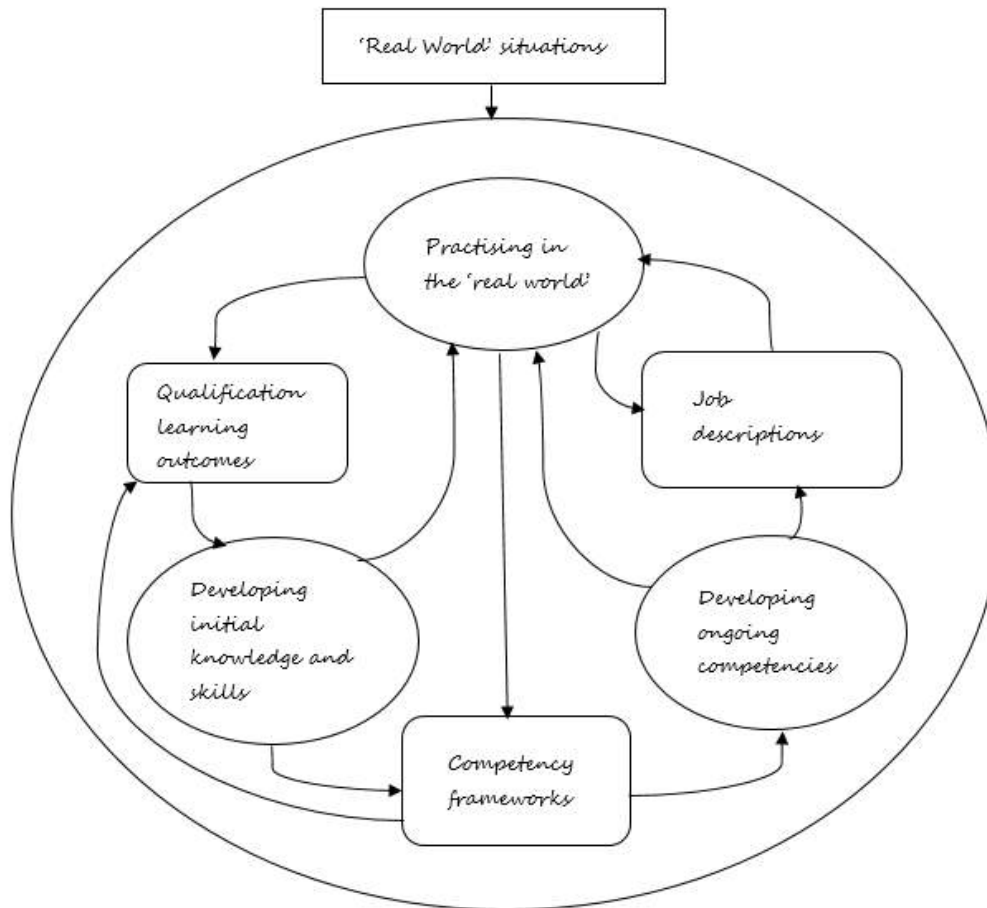 ‘Real World’ situations
Practising in
the ‘real world’
Qualification
learning
outcomes
Job
descriptions
Developing
initial
knowledge and
skills
Developing
ongoing
competencies
Competency
frameworks